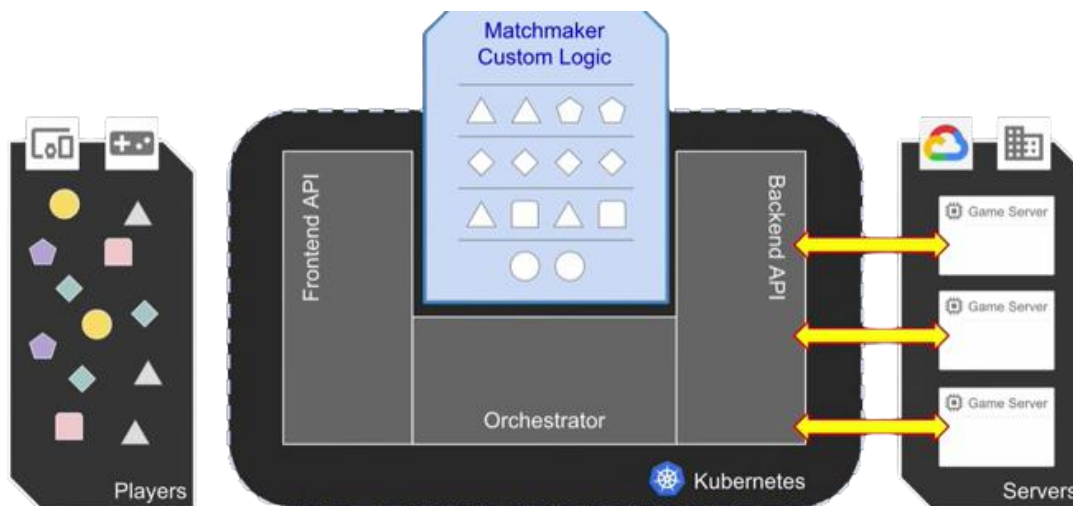 Matchmaker
Custom Logic
Frontend API
Backend API
Orchestrator
Kubernetes
Players
Game Server
Game Server
Game Server
Servers